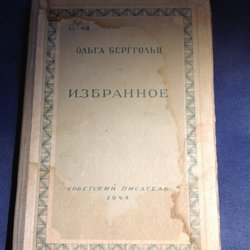 ОЛЬГА БЕРГГОЛЬЦ
ИЗБРАННОЕ
СОВЕТСКИЙ ПИСАТЕЛЬ
1948